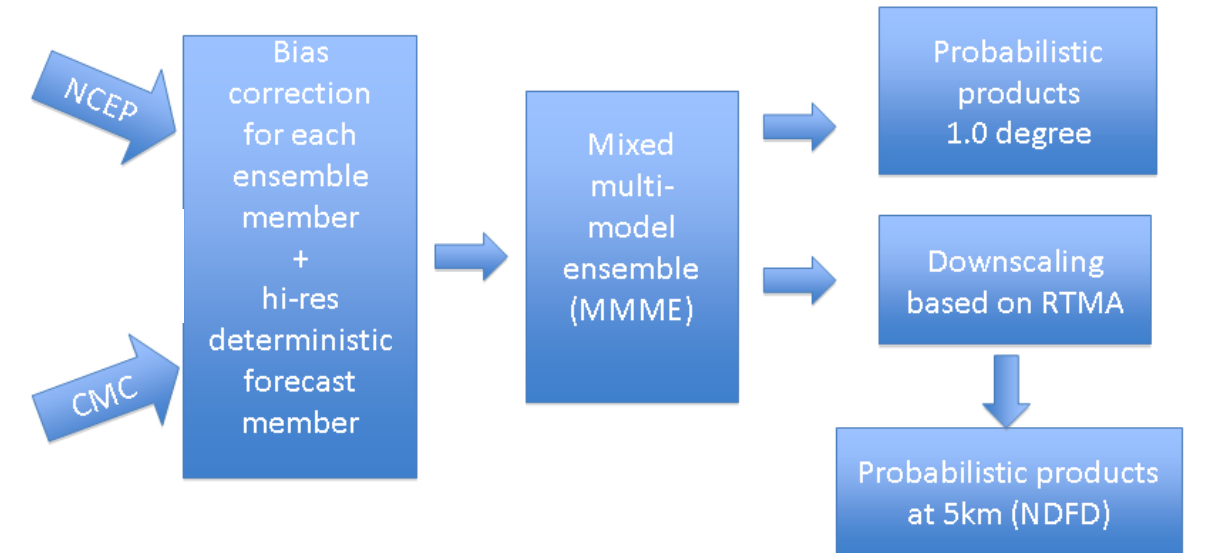 NCEP
CMC
Bias
correction
for each
ensemble
member
+
hi-res
deterministic
forecast
member
Mixed
multi-
model
ensemble
(MMME)
Probabilistic
products
1.0 degree
Downscaling
based on RTMA
Probabilistic products
at 5km (NDFD)